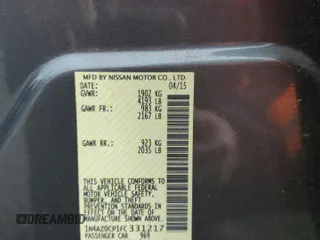 MFD BY NISSAN MOTOR CO., LTD.
DATE: 04/15
GVWR: 1902 KG
4193 LB
GAWR FR: 983 KG
2167 LB
GAWR RR: 923 KG
2035 LB
THIS VEHICLE CONFORMS TO ALL
APPLICABLE FEDERAL MOTOR
VEHICLE SAFETY, BUMPER,
AND THEFT PREVENTION
STANDARDS IN EFFECT ON THE
DATE OF MANUFACTURE
SHOWN ABOVE.
1N4AZ0CP1FC331217
PASSENGER CAR 969
DREAMBID